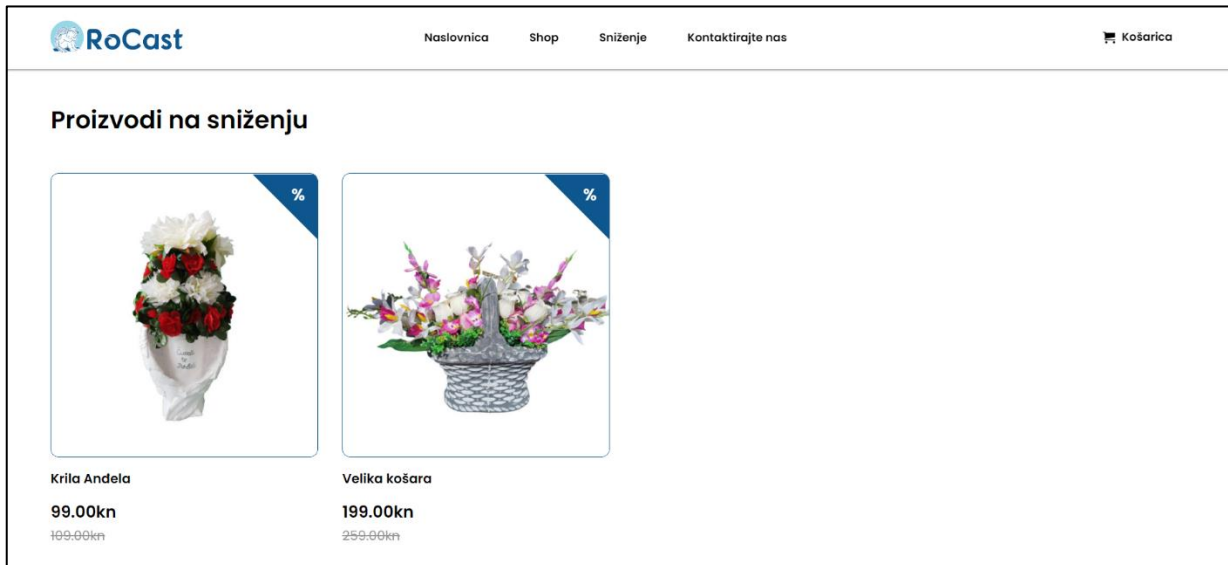 RoCast
Naslovnica Shop Sniženje Kontaktirajte nas Košarica
Proizvodi na sniženju
% %
Krila Anđela Velika košara
99.00kn 199.00kn
109.00kn 259.00kn